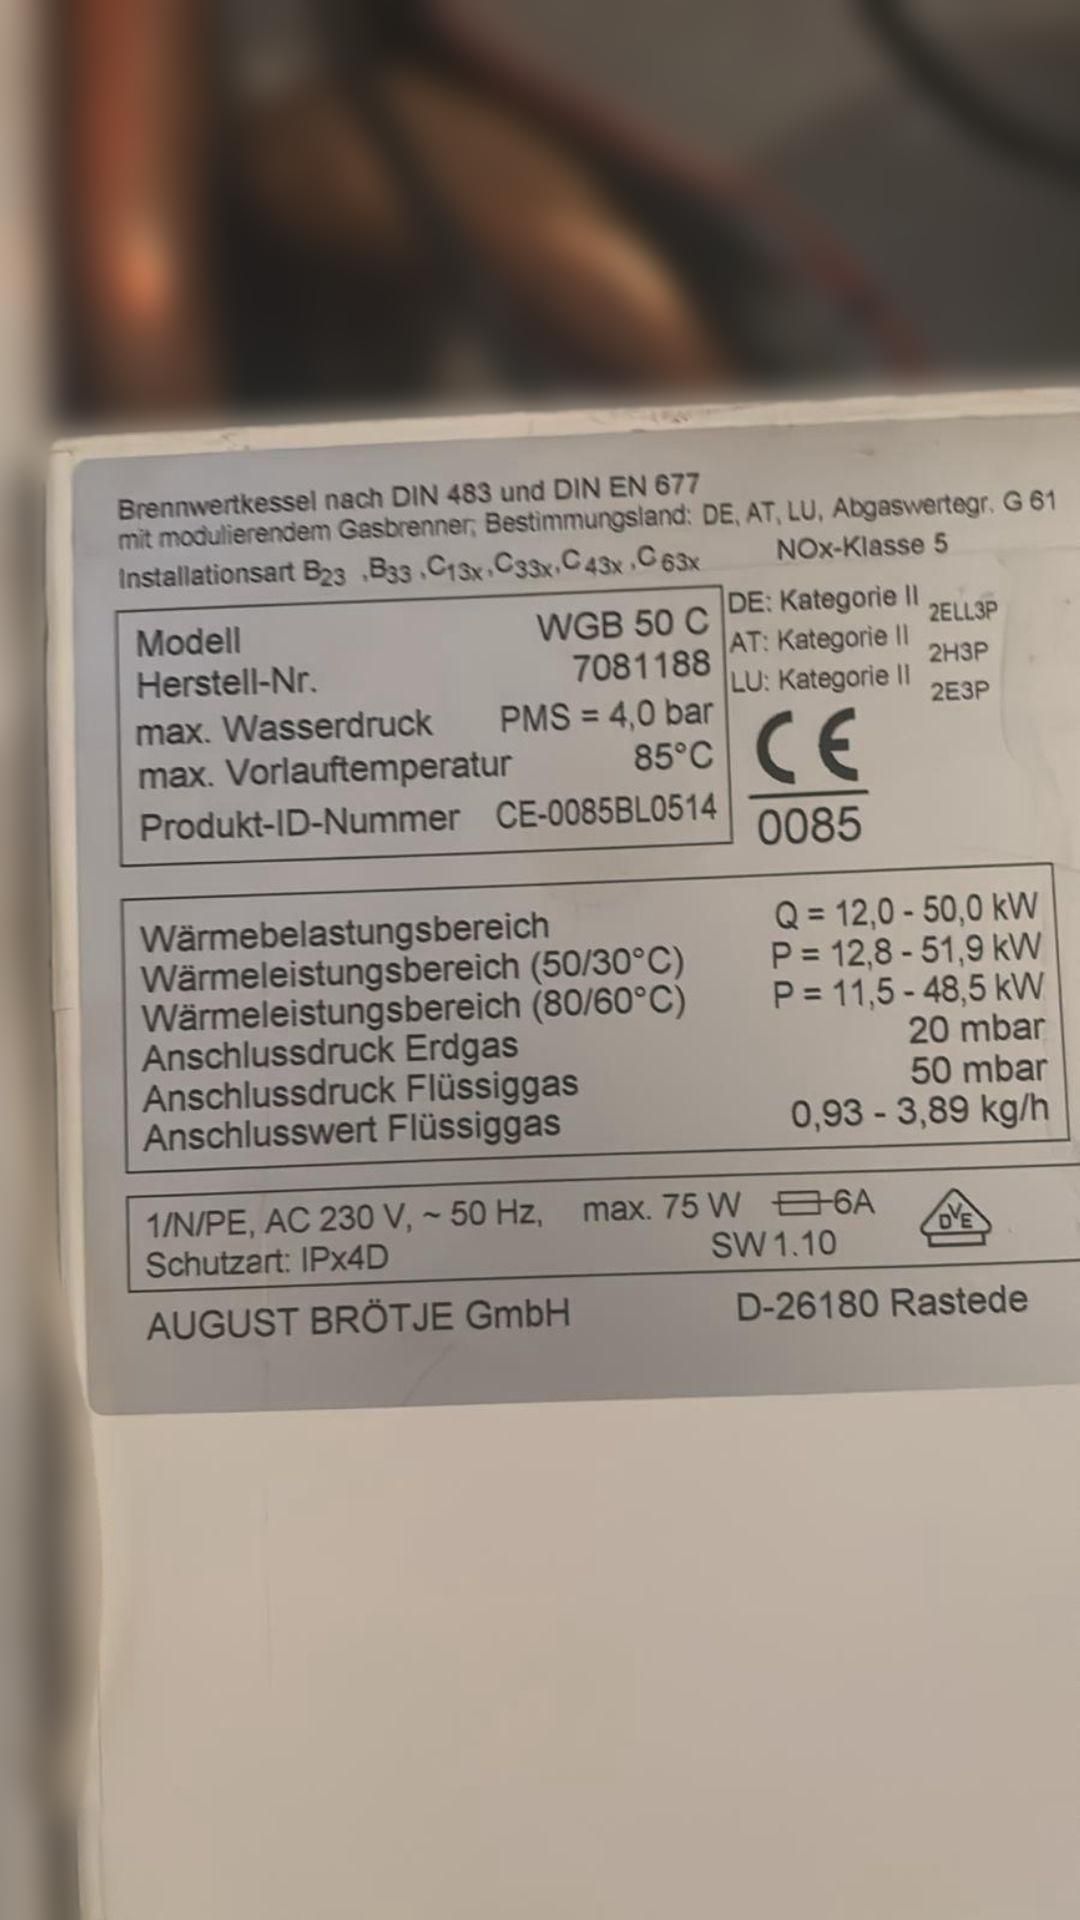 Brennwertkessel nach DIN 483 und DIN EN 677
mit modulierendem Gasbrenner; Bestimmungsland: DE, AT, LU, Abgaswertegr. G 61
Installationsart B23 ,B33 ,C13x,C33x,C43x ,C63x NOx-Klasse 5
Modell WGB 50 C
Herstell-Nr. 7081188
max. Wasserdruck PMS = 4,0 bar
max. Vorlauftemperatur 85°C
Produkt-ID-Nummer CE-0085BL0514
DE: Kategorie II 2ELL3P
AT: Kategorie II 2H3P
LU: Kategorie II 2E3P
CE
0085
Wärmebelastungsbereich Q = 12,0 - 50,0 kW
Wärmeleistungsbereich (50/30°C) P = 12,8 - 51,9 kW
Wärmeleistungsbereich (80/60°C) P = 11,5 - 48,5 kW
Anschlussdruck Erdgas 20 mbar
Anschlussdruck Flüssiggas 50 mbar
Anschlusswert Flüssiggas 0,93 - 3,89 kg/h
1/N/PE, AC 230 V, ~ 50 Hz, max. 75 W 6A
DVE
Schutzart: IPx4D SW 1.10
AUGUST BRÖTJE GmbH D-26180 Rastede